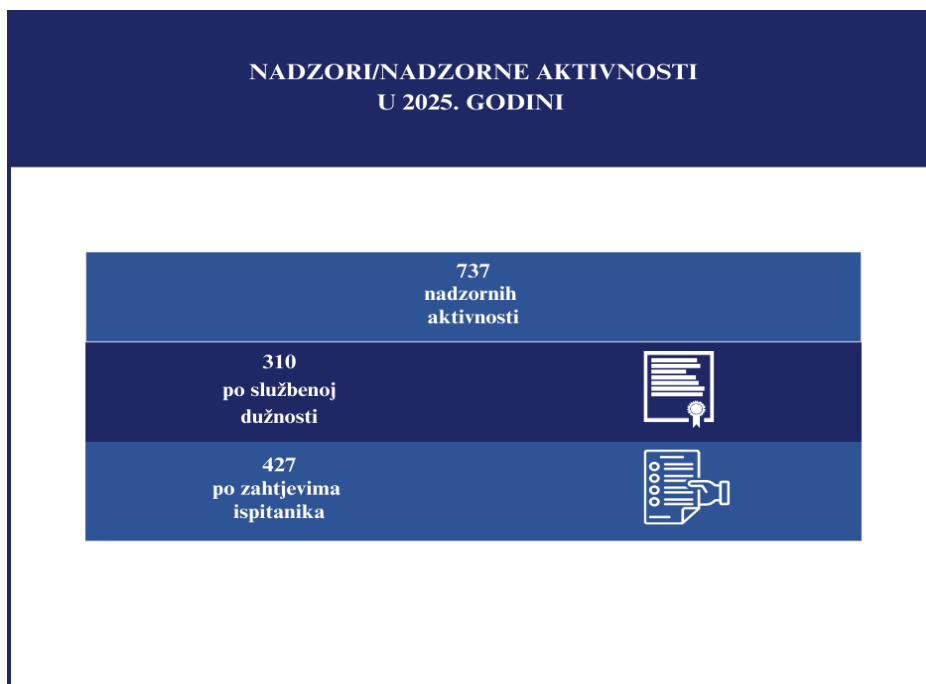 NADZORI/NADZORNE AKTIVNOSTI
U 2025. GODINI
737
nadzornih
aktivnosti
310
po službenoj
dužnosti
427
po zahtjevima
ispitanika